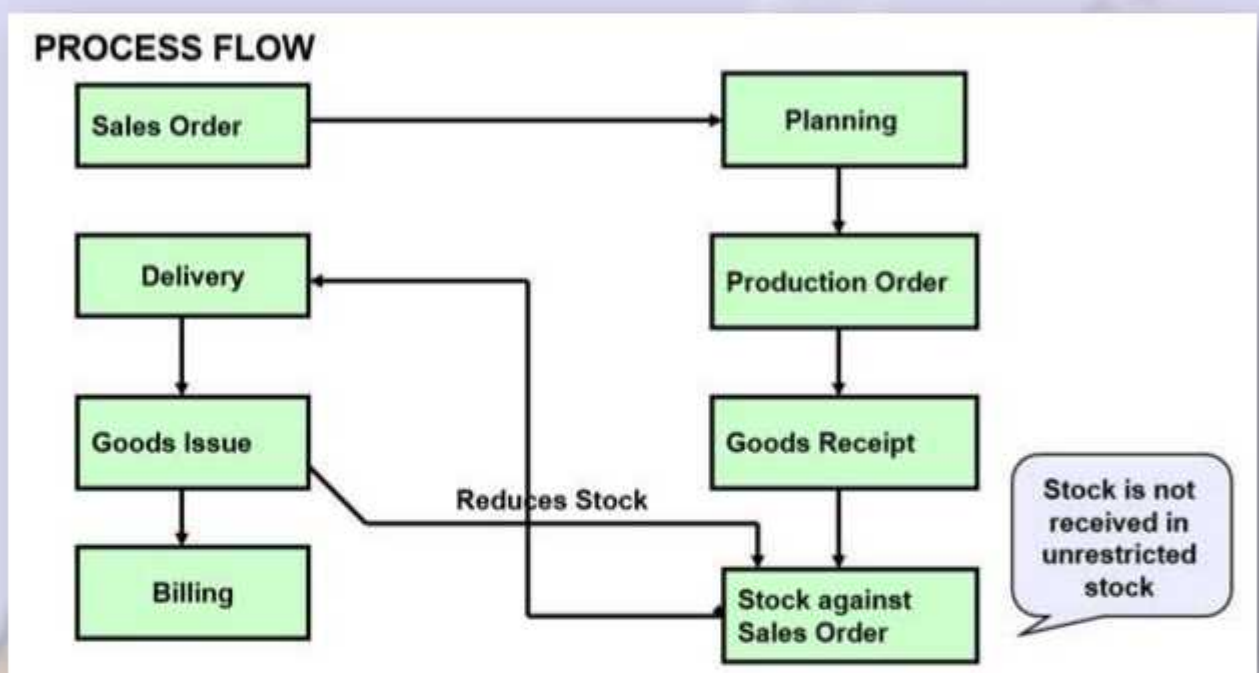 PROCESS FLOW
Sales Order
Planning
Delivery
Production Order
Goods Issue
Goods Receipt
Reduces Stock
Stock is not
received in
unrestricted
stock
Billing
Stock against
Sales Order